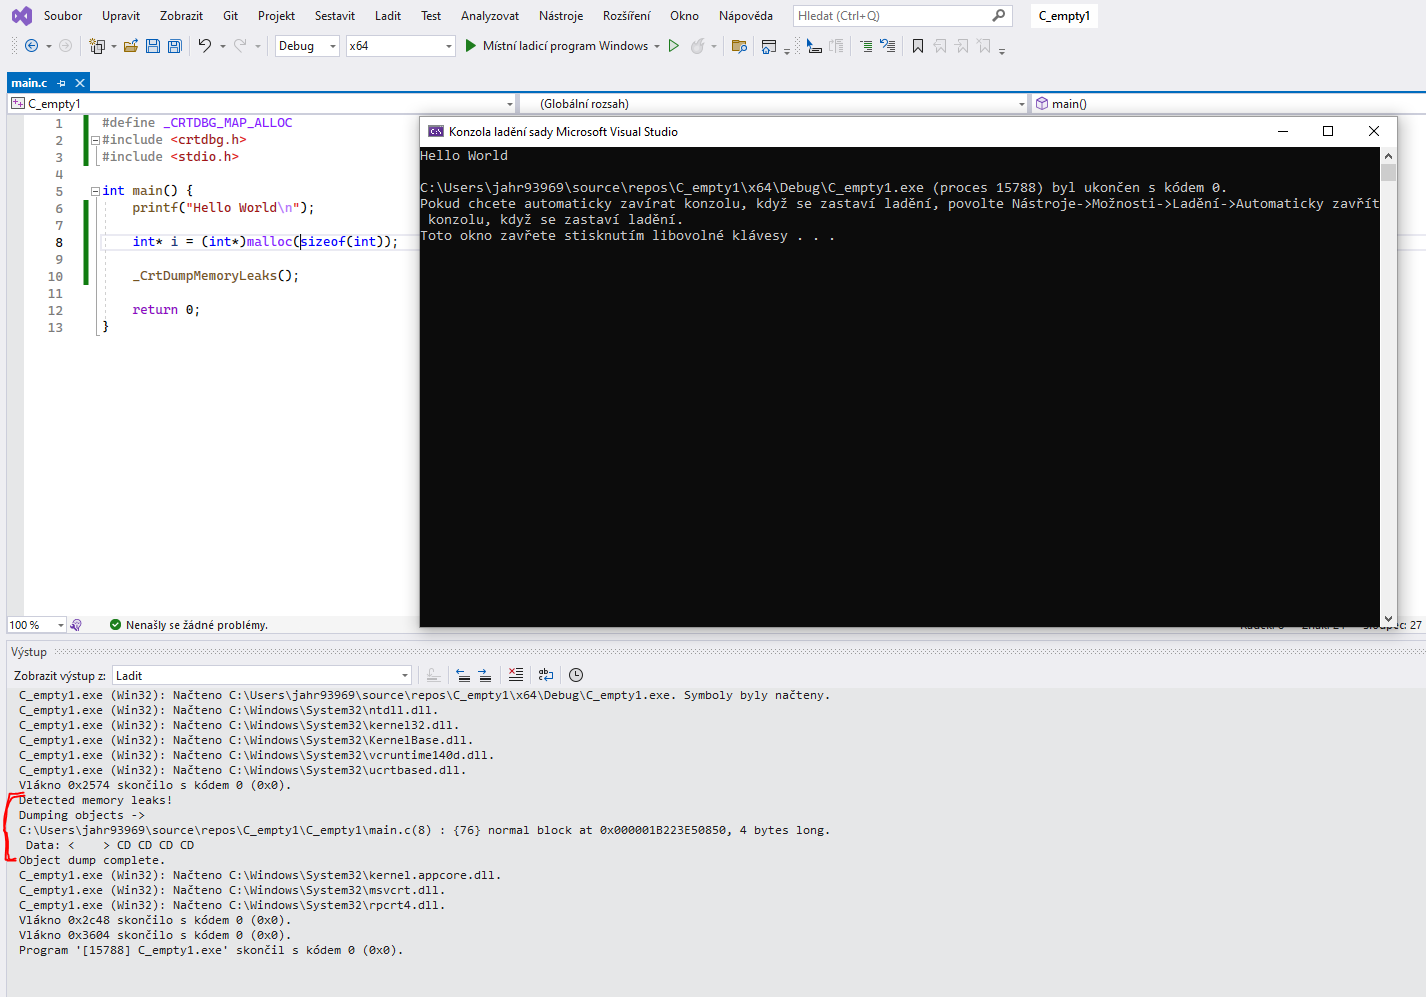 Soubor Upravit Zobrazit Git Projekt Sestavit Ladit Test Analyzovat Nástroje Rozšíření Okno Nápověda Hledat (Ctrl+Q) C_empty1
Debug x64 Místní ladicí program Windows
main.c
C_empty1 (Globální rozsah) main()
1 #define _CRTDBG_MAP_ALLOC
2 #include <crtdbg.h>
3 #include <stdio.h>
4
5 int main() {
6 printf("Hello World\n");
7
8 int* i = (int*)malloc(sizeof(int));
9
10 _CrtDumpMemoryLeaks();
11
12 return 0;
13 }
Konzola ladění sady Microsoft Visual Studio
Hello World
C:\Users\jahr93969\source\repos\C_empty1\x64\Debug\C_empty1.exe (proces 15788) byl ukončen s kódem 0.
Pokud chcete automaticky zavírat konzolu, když se zastaví ladění, povolte Nástroje->Možnosti->Ladění->Automaticky zavřít
konzolu, když se zastaví ladění.
Toto okno zavřete stisknutím libovolné klávesy . . .
100 % Nenašly se žádné problémy. 27
Výstup
Zobrazit výstup z: Ladit
C_empty1.exe (Win32): Načteno C:\Users\jahr93969\source\repos\C_empty1\x64\Debug\C_empty1.exe. Symboly byly načteny.
C_empty1.exe (Win32): Načteno C:\Windows\System32\ntdll.dll.
C_empty1.exe (Win32): Načteno C:\Windows\System32\kernel32.dll.
C_empty1.exe (Win32): Načteno C:\Windows\System32\KernelBase.dll.
C_empty1.exe (Win32): Načteno C:\Windows\System32\vcruntime140d.dll.
C_empty1.exe (Win32): Načteno C:\Windows\System32\ucrtbased.dll.
Vlákno 0x2574 skončilo s kódem 0 (0x0).
Detected memory leaks!
Dumping objects ->
C:\Users\jahr93969\source\repos\C_empty1\C_empty1\main.c(8) : {76} normal block at 0x000001B223E50850, 4 bytes long.
Data: <    > CD CD CD CD
Object dump complete.
C_empty1.exe (Win32): Načteno C:\Windows\System32\kernel.appcore.dll.
C_empty1.exe (Win32): Načteno C:\Windows\System32\msvcrt.dll.
C_empty1.exe (Win32): Načteno C:\Windows\System32\rpcrt4.dll.
Vlákno 0x2c48 skončilo s kódem 0 (0x0).
Vlákno 0x3604 skončilo s kódem 0 (0x0).
Program '[15788] C_empty1.exe' skončil s kódem 0 (0x0).